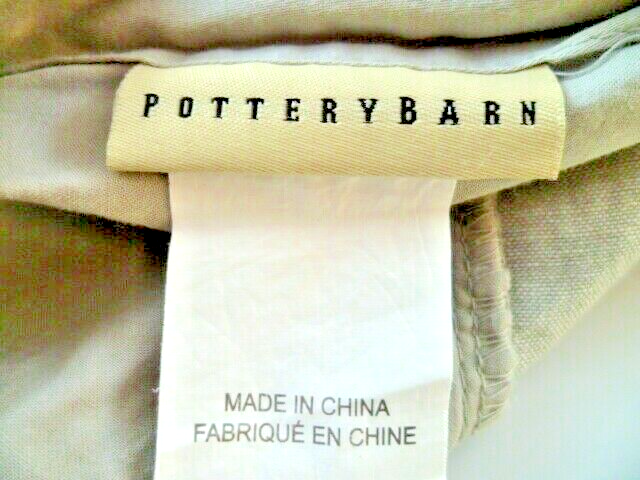 POTTERYBARN
MADE IN CHINA
FABRIQUÉ EN CHINE